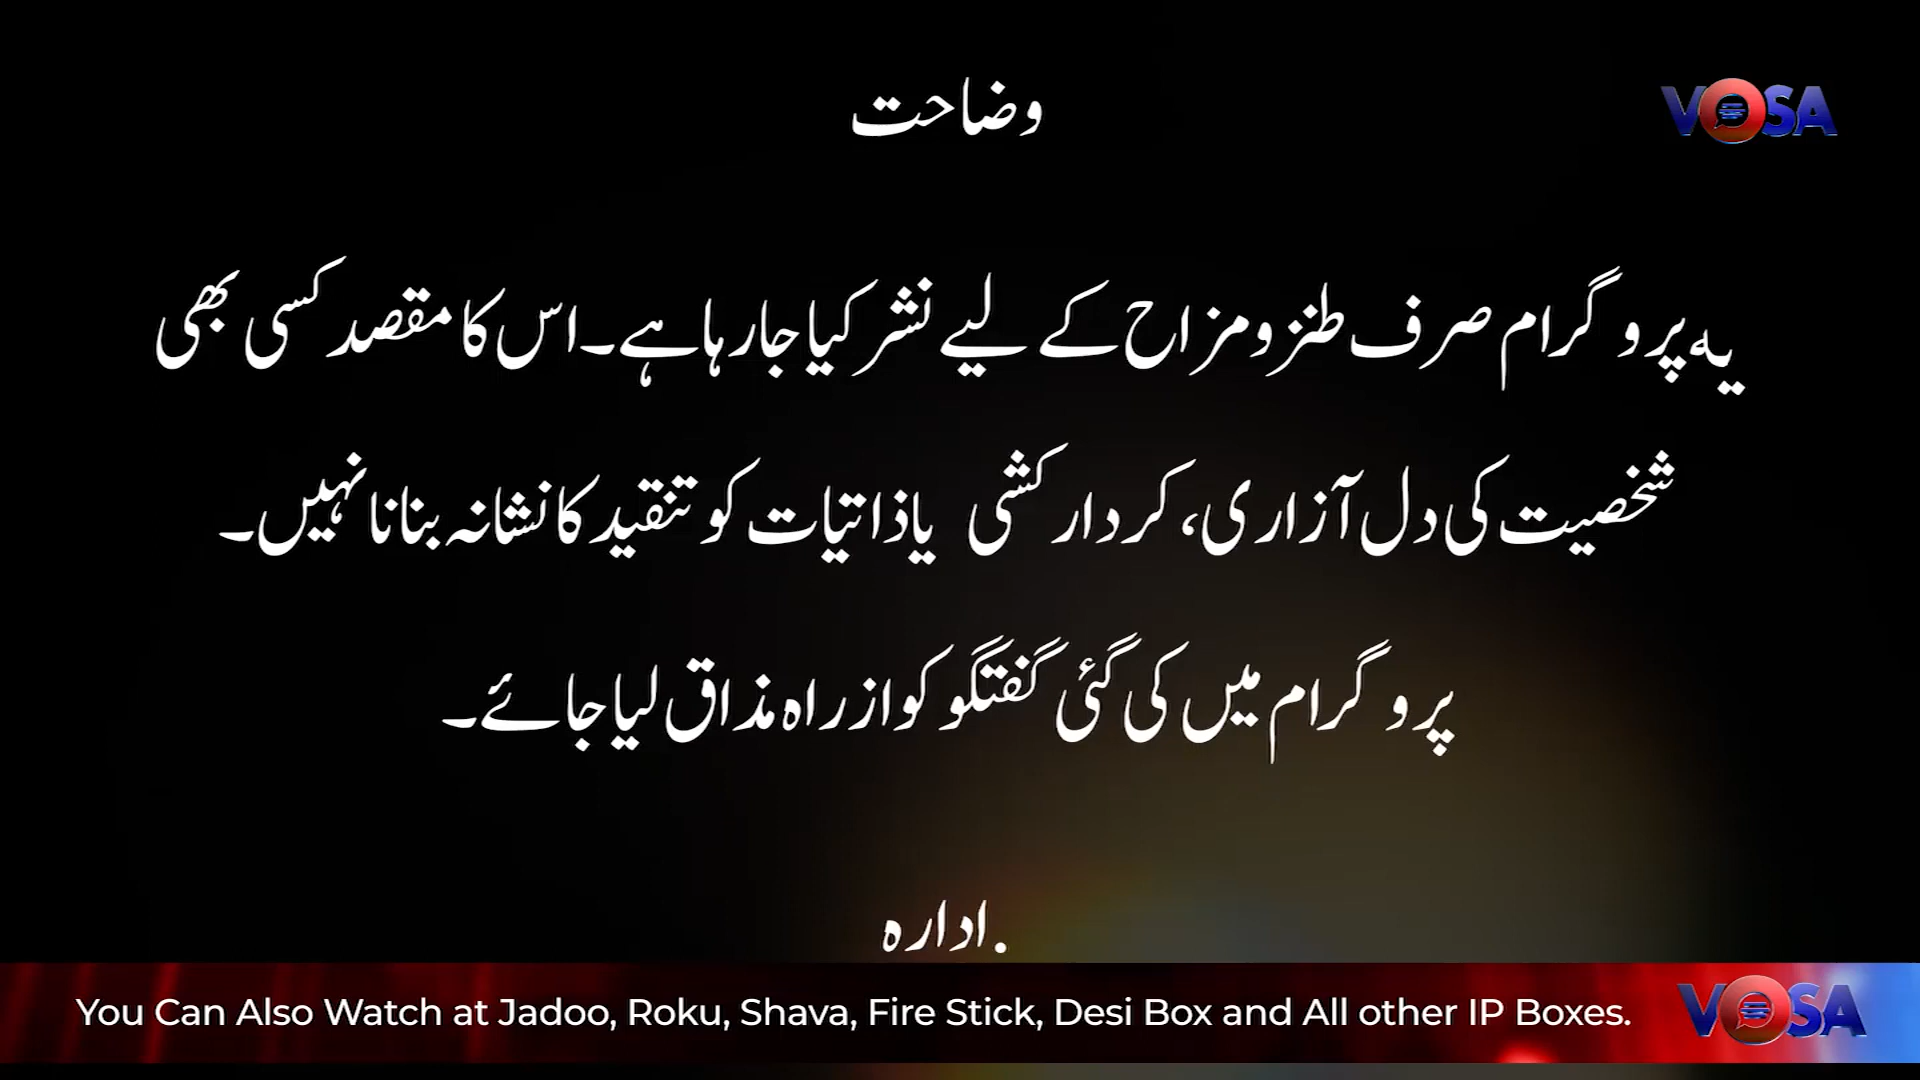 وضاحت
VOSA
یہ پروگرام صرف طنز و مزاح کے لیے نشر کیا جا رہا ہے۔ اس کا مقصد کسی بھی
شخصیت کی دل آزاری، کردار کشی یا ذاتیات کو تنقید کا نشانہ بنانا نہیں۔
پروگرام میں کی گئی گفتگو کو از راہ مذاق لیا جائے۔
.ادارہ
You Can Also Watch at Jadoo, Roku, Shava, Fire Stick, Desi Box and All other IP Boxes.
VOSA